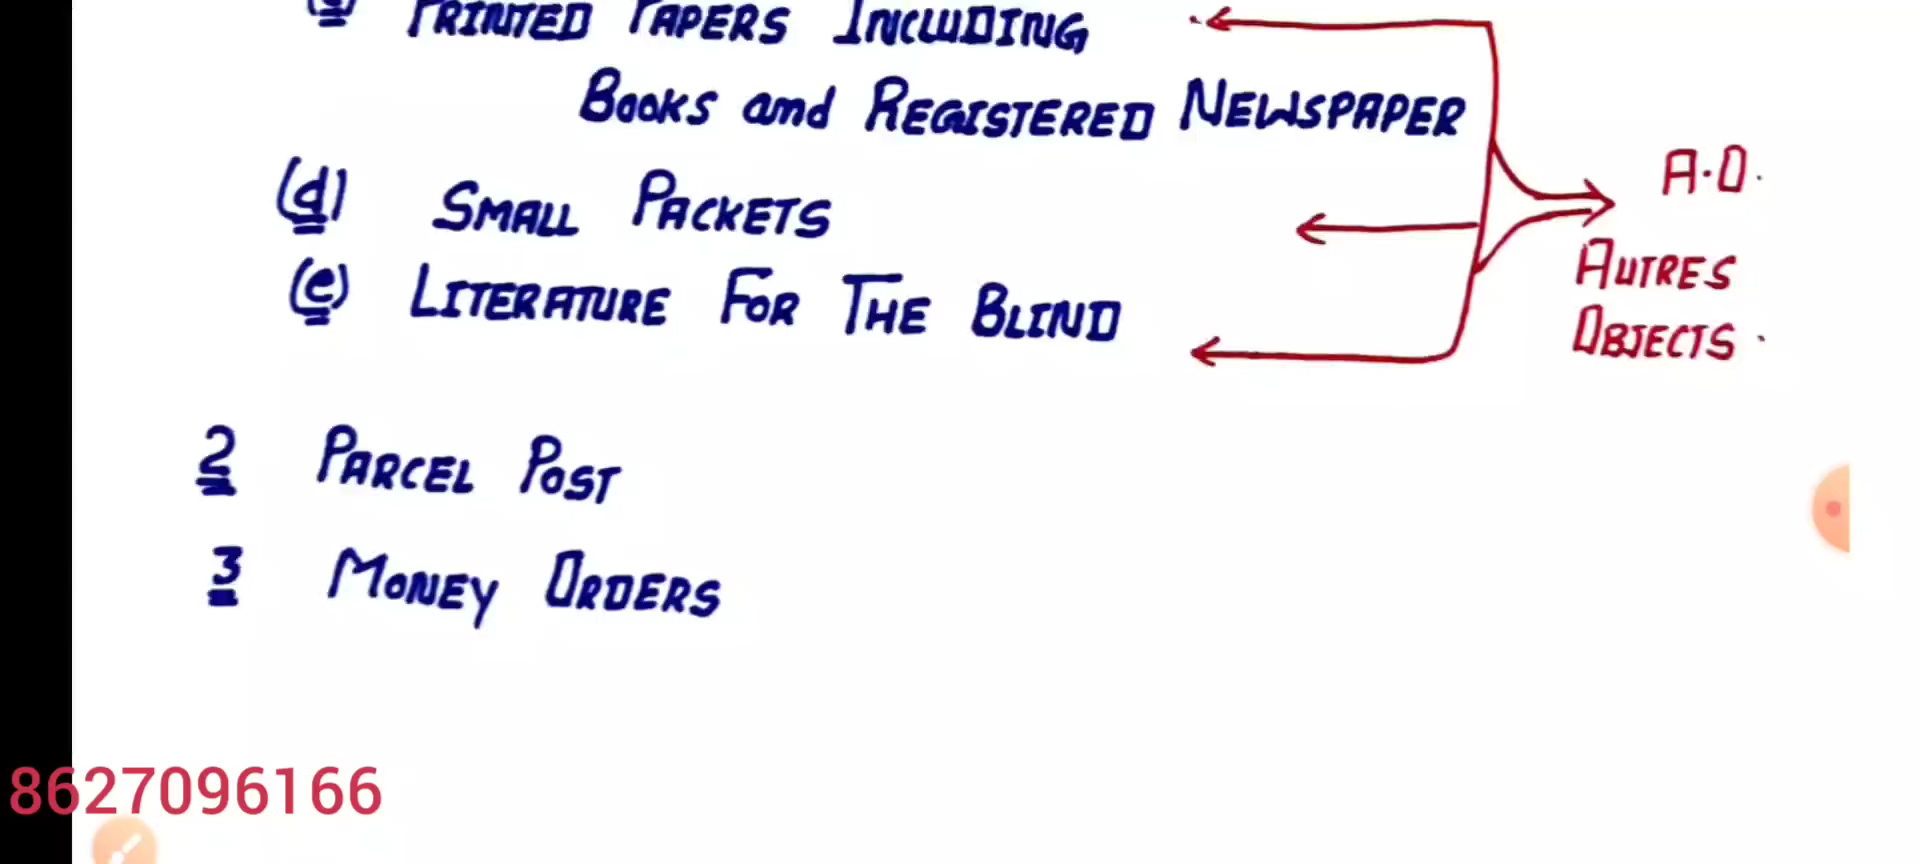 PRINTED PAPERS INCLUDING
BOOKS and REGISTERED NEWSPAPER
(d) SMALL PACKETS
(e) LITERATURE FOR THE BLIND
A.O.
AUTRES
OBJECTS.
2 PARCEL POST
3 MONEY ORDERS
8627096166